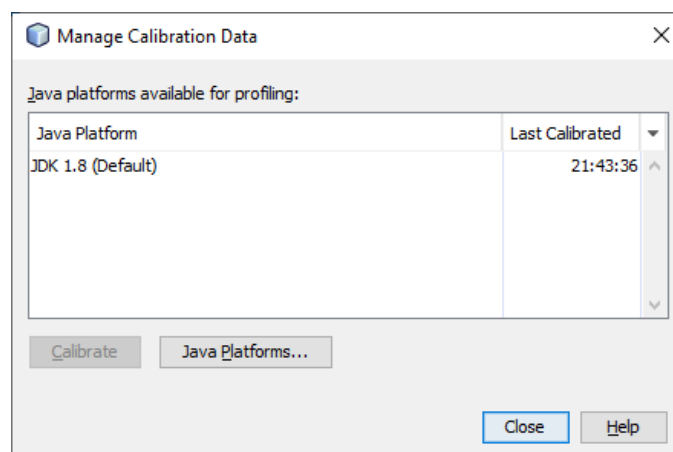 Manage Calibration Data
Java platforms available for profiling:
Java Platform Last Calibrated
JDK 1.8 (Default) 21:43:36
Calibrate Java Platforms...
Close Help